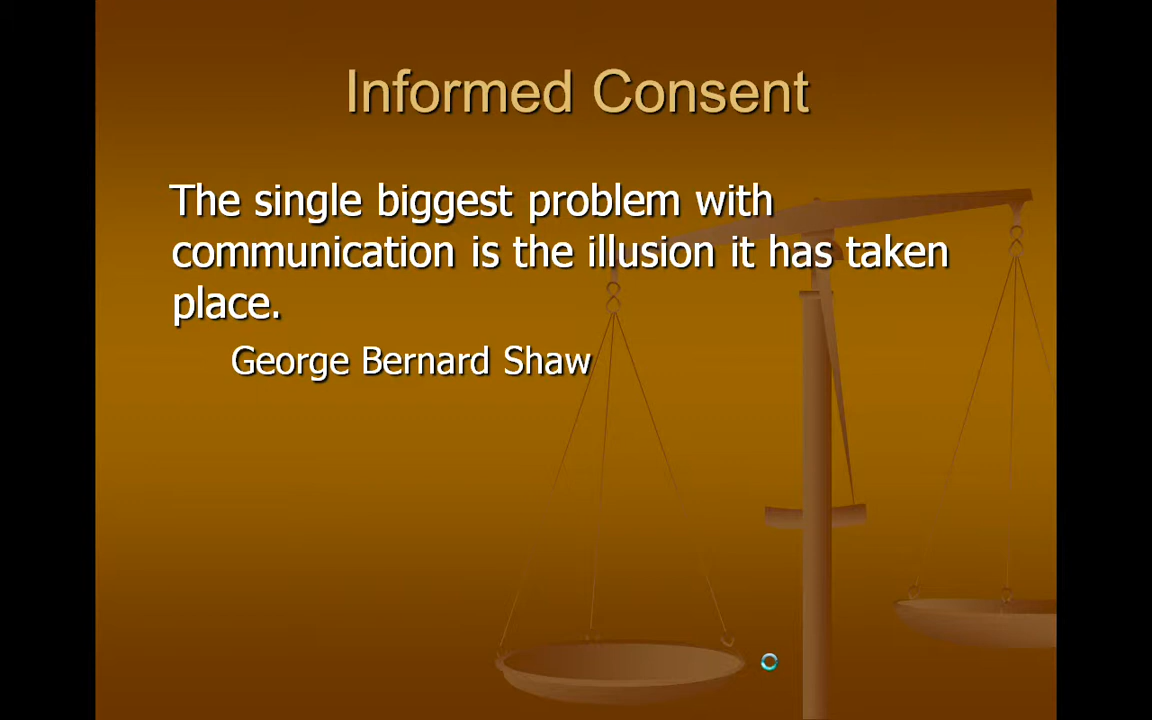 Informed Consent
The single biggest problem with
communication is the illusion it has taken
place.
George Bernard Shaw